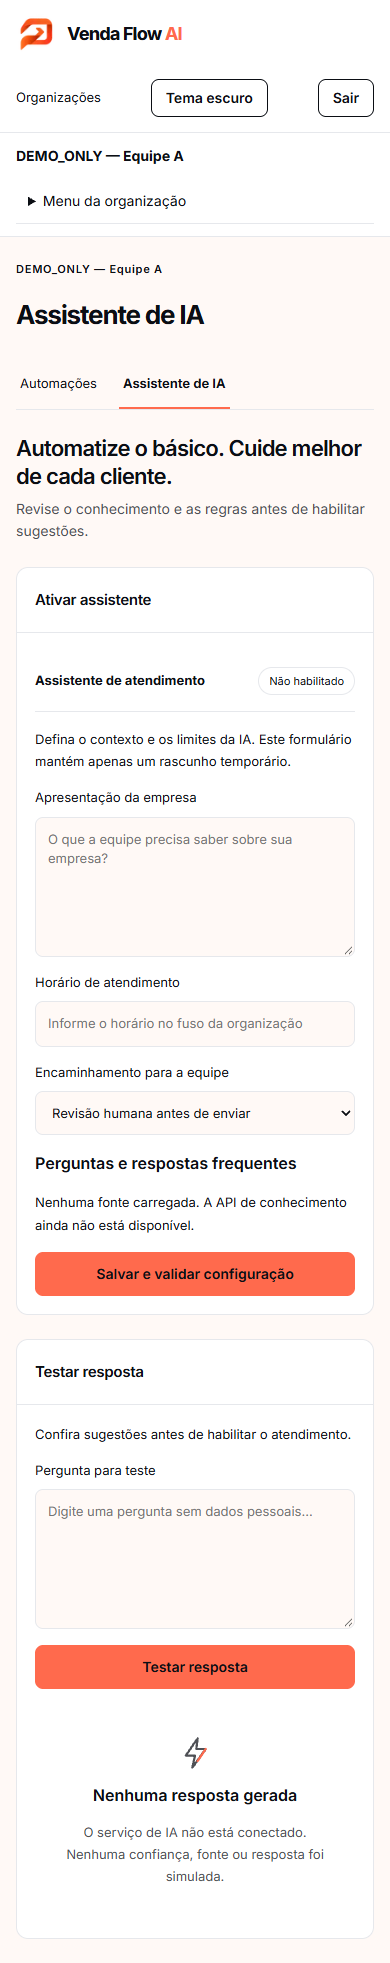 Venda Flow AI
Organizações
Tema escuro
Sair
DEMO_ONLY — Equipe A
Menu da organização
DEMO_ONLY — Equipe A
Assistente de IA
Automações
Assistente de IA
Automatize o básico. Cuide melhor
de cada cliente.
Revise o conhecimento e as regras antes de habilitar
sugestões.
Ativar assistente
Assistente de atendimento
Não habilitado
Defina o contexto e os limites da IA. Este formulário
mantém apenas um rascunho temporário.
Apresentação da empresa
O que a equipe precisa saber sobre sua
empresa?
Horário de atendimento
Informe o horário no fuso da organização
Encaminhamento para a equipe
Revisão humana antes de enviar
Perguntas e respostas frequentes
Nenhuma fonte carregada. A API de conhecimento
ainda não está disponível.
Salvar e validar configuração
Testar resposta
Confira sugestões antes de habilitar o atendimento.
Pergunta para teste
Digite uma pergunta sem dados pessoais...
Testar resposta
Nenhuma resposta gerada
O serviço de IA não está conectado.
Nenhuma confiança, fonte ou resposta foi
simulada.